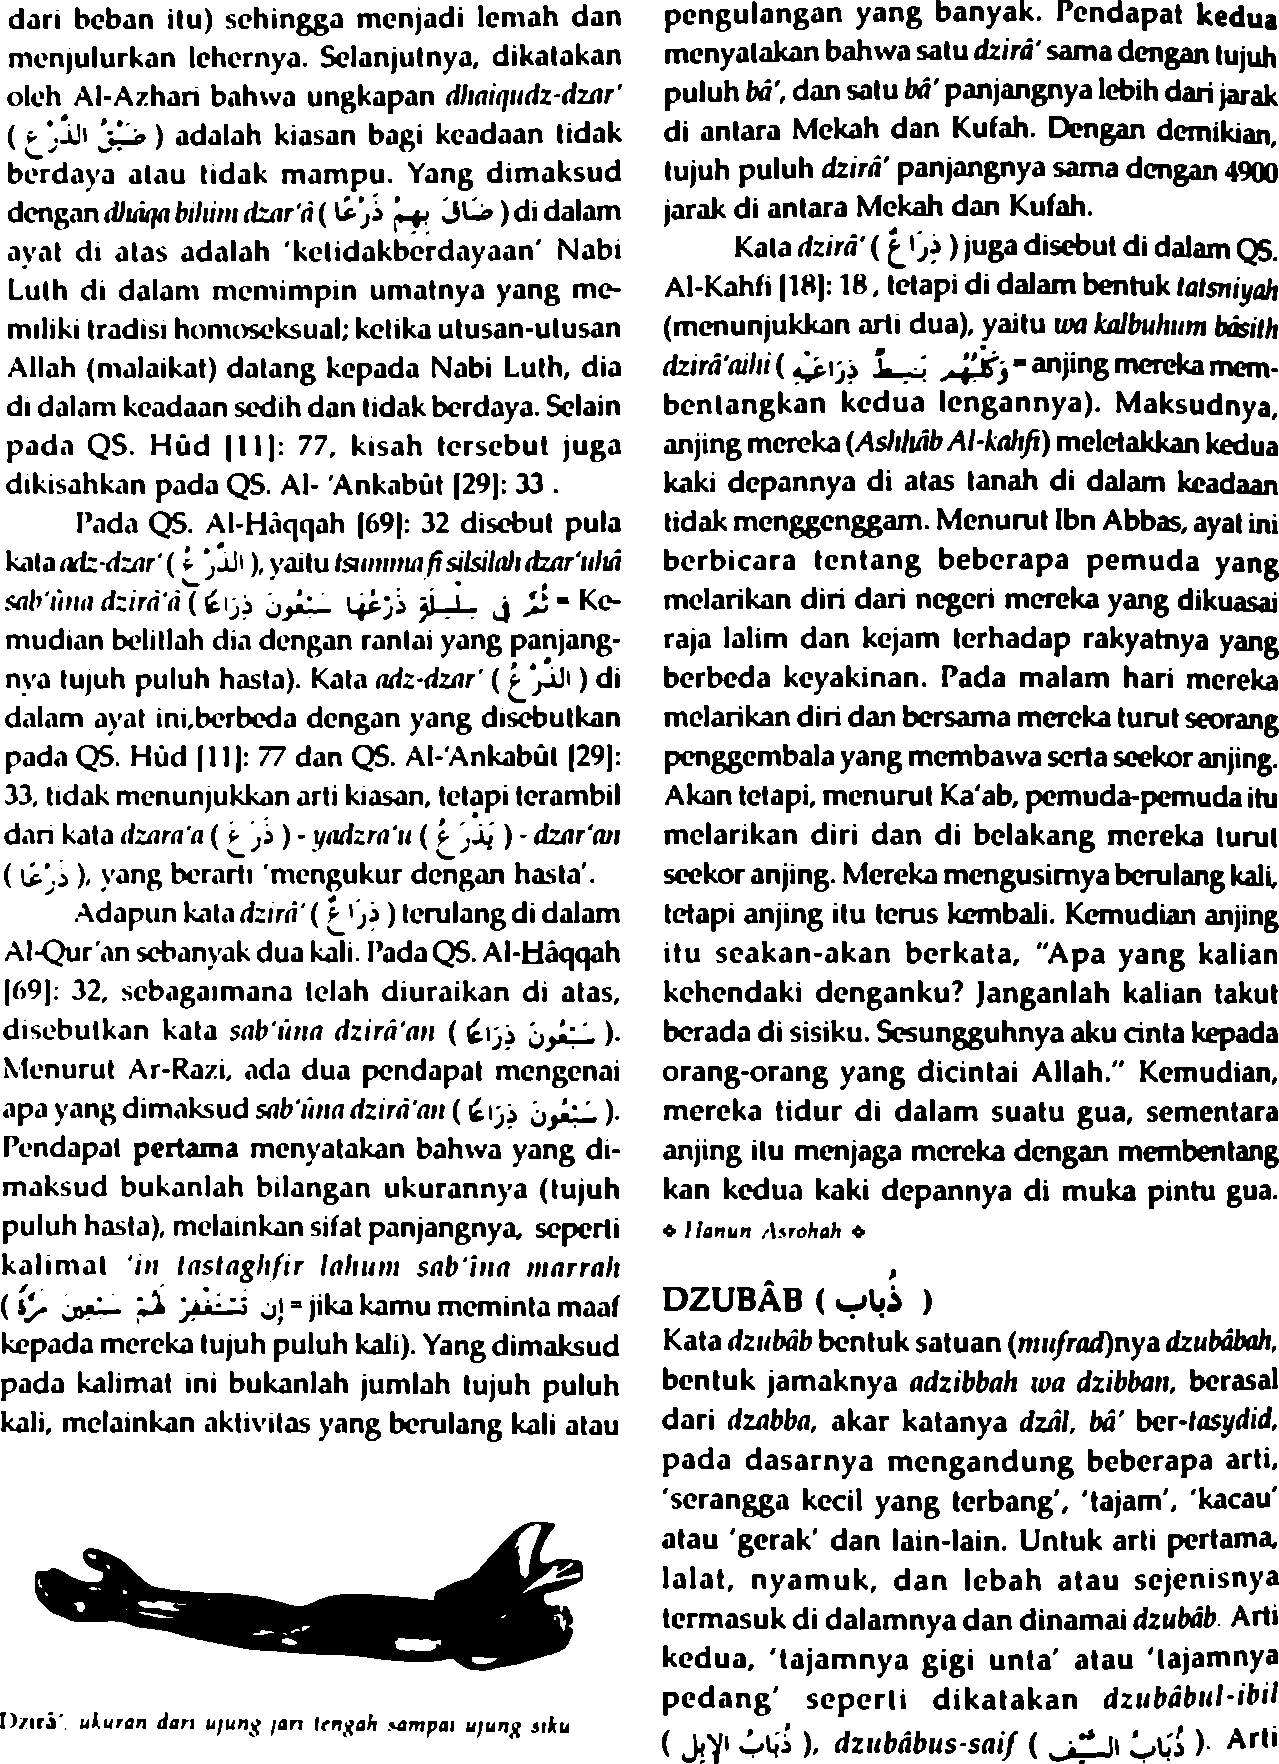 dari beban itu) sehingga menjadi lemah dan
menjulurkan lehernya. Selanjutnya, dikatakan
oleh Al-Azhari bahwa ungkapan dhaiqudz-dzar'
( ضَيْقُ الذَّرْعِ ) adalah kiasan bagi keadaan tidak
berdaya atau tidak mampu. Yang dimaksud
dengan dhâqa bihim dzar'â ( ضَاقَ بِهِمْ ذَرْعًا ) di dalam
ayat di atas adalah 'ketidakberdayaan' Nabi
Luth di dalam memimpin umatnya yang me-
miliki tradisi homoseksual; ketika utusan-utusan
Allah (malaikat) datang kepada Nabi Luth, dia
di dalam keadaan sedih dan tidak berdaya. Selain
pada QS. Hûd [11]: 77, kisah tersebut juga
dikisahkan pada QS. Al- 'Ankabût [29]: 33 .
Pada QS. Al-Hâqqah [69]: 32 disebut pula
kata adz-dzar' ( الذَّرْعُ ), yaitu tsumma fî silsilah dzar'uhâ
sab'ûna dzirâ'â ( ثُمَّ فِي سِلْسِلَةٍ ذَرْعُهَا سَبْعُونَ ذِرَاعًا = Ke-
mudian belitlah dia dengan rantai yang panjang-
nya tujuh puluh hasta). Kata adz-dzar' ( الذَّرْعُ ) di
dalam ayat ini,berbeda dengan yang disebutkan
pada QS. Hûd [11]: 77 dan QS. Al-'Ankabût [29]:
33, tidak menunjukkan arti kiasan, tetapi terambil
dari kata dzara'a ( ذَرَعَ ) - yadzra'u ( يَذْرَعُ ) - dzar'an
( ذَرْعًا ), yang berarti 'mengukur dengan hasta'.
Adapun kata dzirâ' ( ذِرَاعٌ ) terulang di dalam
Al-Qur'an sebanyak dua kali. Pada QS. Al-Hâqqah
[69]: 32, sebagaimana telah diuraikan di atas,
disebutkan kata sab'ûna dzirâ'an ( سَبْعُونَ ذِرَاعًا ).
Menurut Ar-Razi, ada dua pendapat mengenai
apa yang dimaksud sab'ûna dzirâ'an ( سَبْعُونَ ذِرَاعًا ).
Pendapat pertama menyatakan bahwa yang di-
maksud bukanlah bilangan ukurannya (tujuh
puluh hasta), melainkan sifat panjangnya, seperti
kalimat 'in tastaghfir lahum sab'îna marrah
( إِن تَسْتَغْفِرْ لَهُمْ سَبْعِينَ مَرَّةً = jika kamu meminta maaf
kepada mereka tujuh puluh kali). Yang dimaksud
pada kalimat ini bukanlah jumlah tujuh puluh
kali, melainkan aktivitas yang berulang kali atau
Dzirâ', ukuran dari ujung jari tengah sampai ujung siku
pengulangan yang banyak. Pendapat kedua
menyatakan bahwa satu dzirâ' sama dengan tujuh
puluh bâ', dan satu bâ' panjangnya lebih dari jarak
di antara Mekah dan Kufah. Dengan demikian,
tujuh puluh dzirâ' panjangnya sama dengan 4900
jarak di antara Mekah dan Kufah.
Kata dzirâ' ( ذِرَاعٌ ) juga disebut di dalam QS.
Al-Kahfi [18]: 18, tetapi di dalam bentuk tatsniyah
(menunjukkan arti dua), yaitu wa kalbuhum bâsith
dzirâ'aihi ( وَكَلْبُهُم بَاسِطٌ ذِرَاعَيْهِ = anjing mereka mem-
bentangkan kedua lengannya). Maksudnya,
anjing mereka (Ashhâb Al-kahfi) meletakkan kedua
kaki depannya di atas tanah di dalam keadaan
tidak menggenggam. Menurut Ibn Abbas, ayat ini
berbicara tentang beberapa pemuda yang
melarikan diri dari negeri mereka yang dikuasai
raja lalim dan kejam terhadap rakyatnya yang
berbeda keyakinan. Pada malam hari mereka
melarikan diri dan bersama mereka turut seorang
penggembala yang membawa serta seekor anjing.
Akan tetapi, menurut Ka'ab, pemuda-pemuda itu
melarikan diri dan di belakang mereka turut
seekor anjing. Mereka mengusirnya berulang kali,
tetapi anjing itu terus kembali. Kemudian anjing
itu seakan-akan berkata, "Apa yang kalian
kehendaki denganku? Janganlah kalian takut
berada di sisiku. Sesungguhnya aku cinta kepada
orang-orang yang dicintai Allah." Kemudian,
mereka tidur di dalam suatu gua, sementara
anjing itu menjaga mereka dengan membentang
kan kedua kaki depannya di muka pintu gua.
❖ Hanun Asrohah ❖
DZUBÂB ( ذُبَاب )
Kata dzubâb bentuk satuan (mufrad)nya dzubâbah,
bentuk jamaknya adzibbah wa dzibban, berasal
dari dzabba, akar katanya dzâl, bâ' ber-tasydid,
pada dasarnya mengandung beberapa arti,
'serangga kecil yang terbang', 'tajam', 'kacau'
atau 'gerak' dan lain-lain. Untuk arti pertama,
lalat, nyamuk, dan lebah atau sejenisnya
termasuk di dalamnya dan dinamai dzubâb. Arti
kedua, 'tajamnya gigi unta' atau 'tajamnya
pedang' seperti dikatakan dzubâbul-ibil
( ذُبَابُ الإِبِلِ ), dzubâbus-saif ( ذُبَابُ السَّيْفِ ). Arti